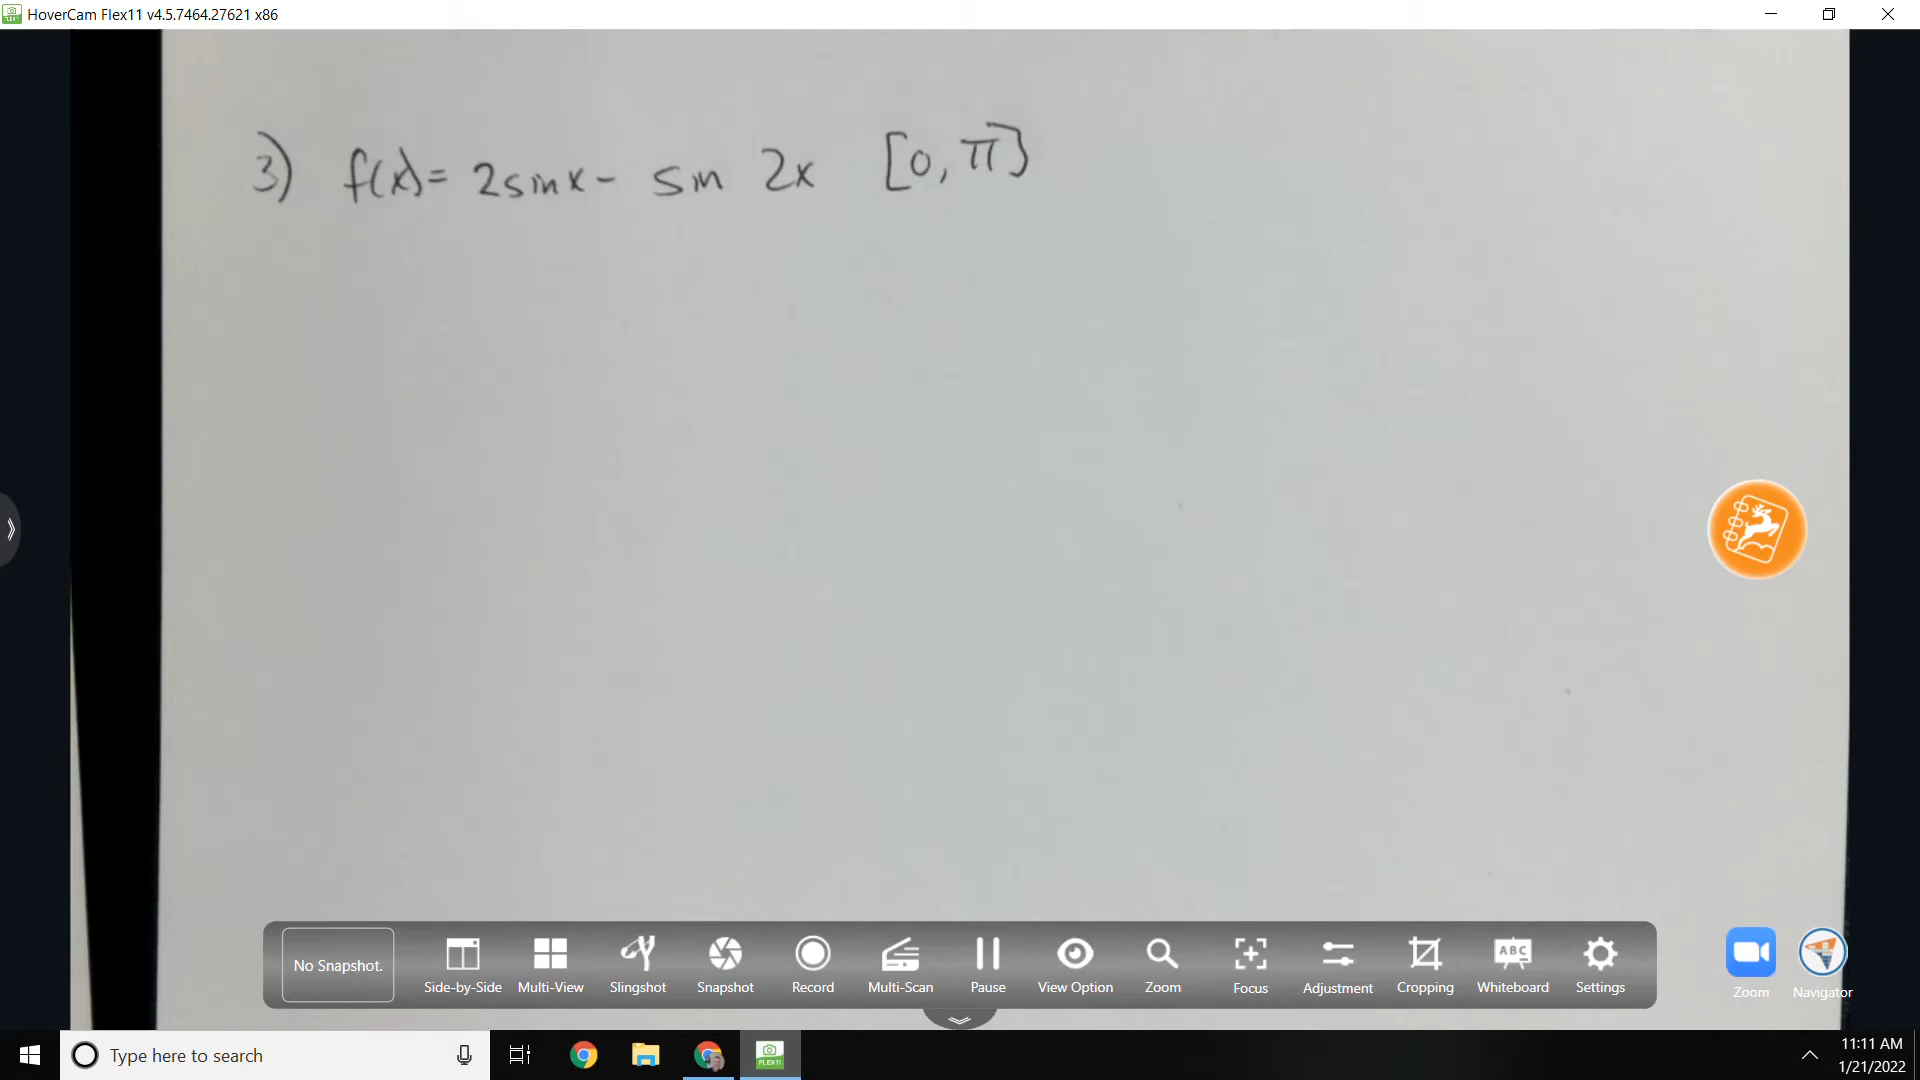 HoverCam Flex11 v4.5.7464.27621 x86
3) f(x)= 2sinx - sin 2x [0, π]
No Snapshot.
Side-by-Side
Multi-View
Slingshot
Snapshot
Record
Multi-Scan
Pause
View Option
Zoom
Focus
Adjustment
Cropping
ABC
Whiteboard
Settings
Zoom
Navigator
Type here to search
FLEX11
11:11 AM
1/21/2022